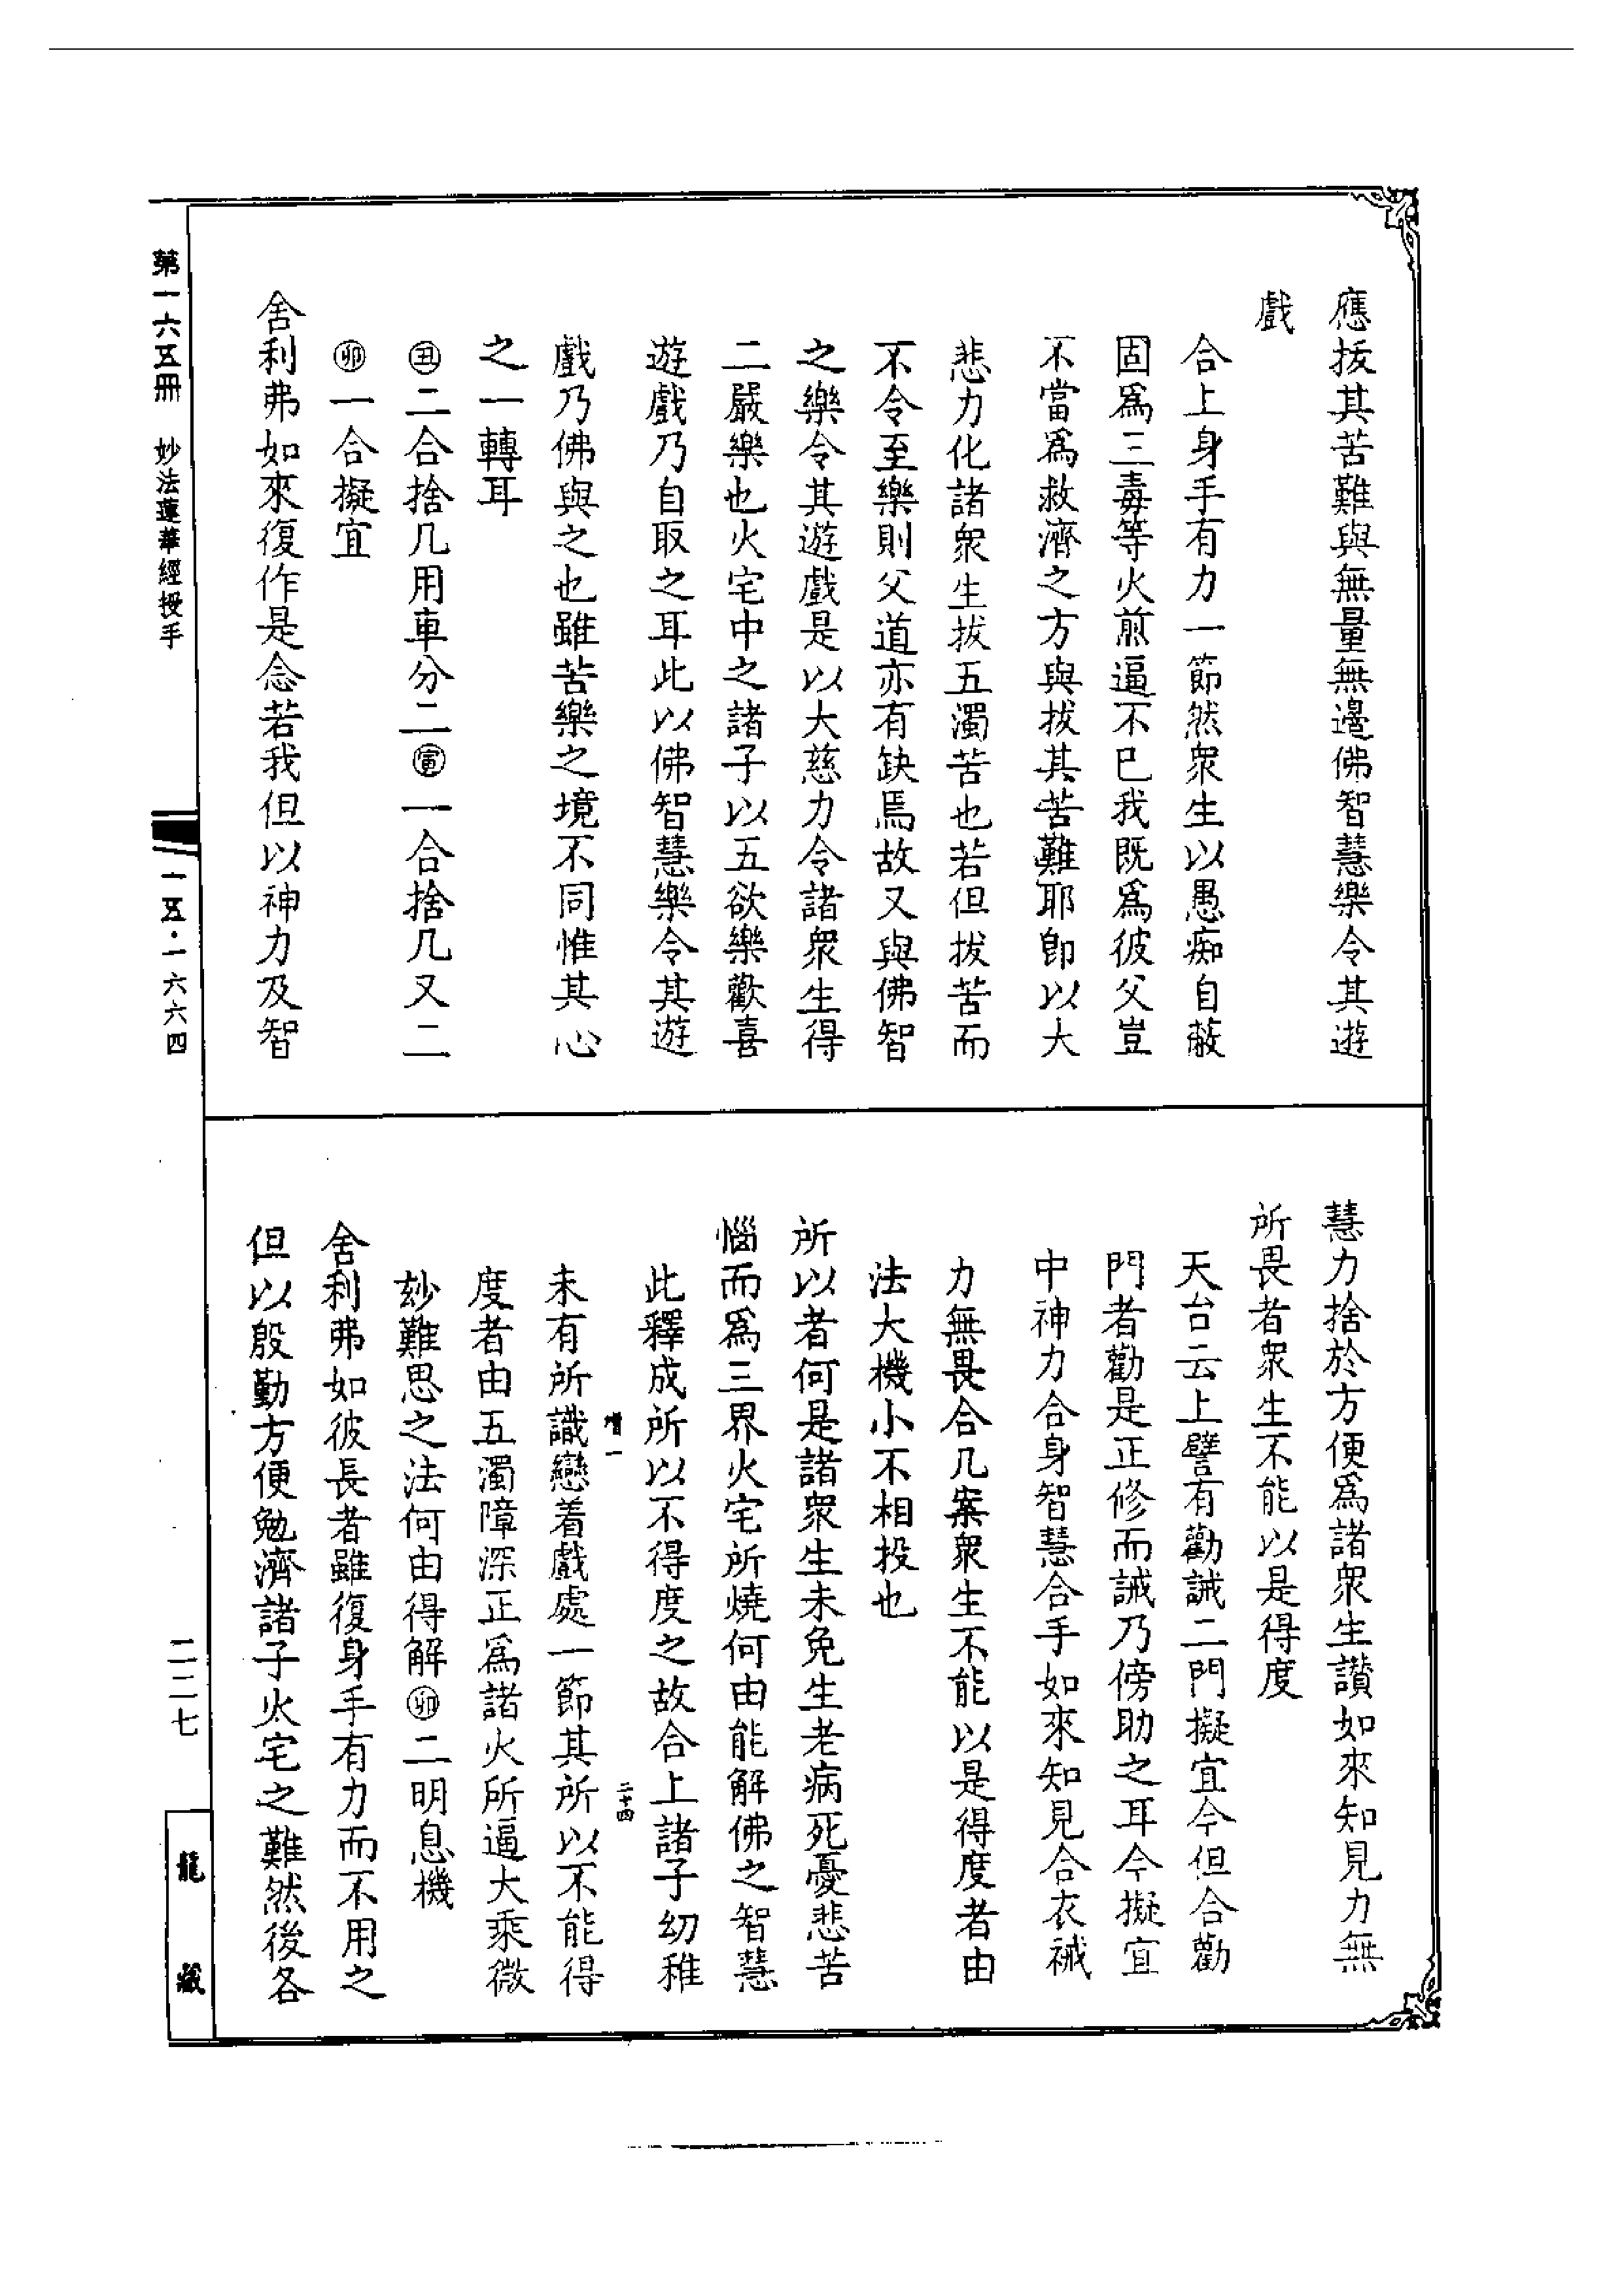 應拔其苦難與無量無邊佛智慧樂令其遊
戲
合上身手有力一節然眾生以愚痴自蔽
固爲三毒等火煎逼不已我既爲彼父豈
不當爲救濟之方與拔其苦難耶卽以大
悲力化諸眾生拔五濁苦也若但拔苦而
不令至樂則父道亦有缺焉故又與佛智
之樂令其遊戲是以大慈力令諸眾生得
二嚴樂也火宅中之諸子以五欲樂歡喜
遊戲乃自取之耳此以佛智慧樂令其遊
戲乃佛與之也雖苦樂之境不同惟其心
之一轉耳
㊏二合捨几用車分二㊏一合捨几又二
㊏一合擬宜
舍利弗如來復作是念若我但以神力及智
慧力捨於方便爲諸眾生讚如來知見力無
所畏者眾生不能以是得度
天台云上譬有勸誡二門擬宜今但合勸
門者勸是正修而誡乃傍助之耳今擬宜
中神力合身智慧合手如來知見合衣裓
力無畏合几案眾生不能以是得度者由
法大機小不相投也
所以者何是諸眾生未免生老病死憂悲苦
惱而爲三界火宅所燒何由能解佛之智慧
此釋成所以不得度之故合上諸子幼稚
增一
二十四
未有所識戀着戲處一節其所以不能得
度者由五濁障深正爲諸火所逼大乘微
玅難思之法何由得解卯二明息機
舍利弗如彼長者雖復身手有力而不用之
但以殷勤方便勉濟諸子火宅之難然後各
第一六五冊 妙法蓮華經授手
一五·一六六四
二二七
龍藏